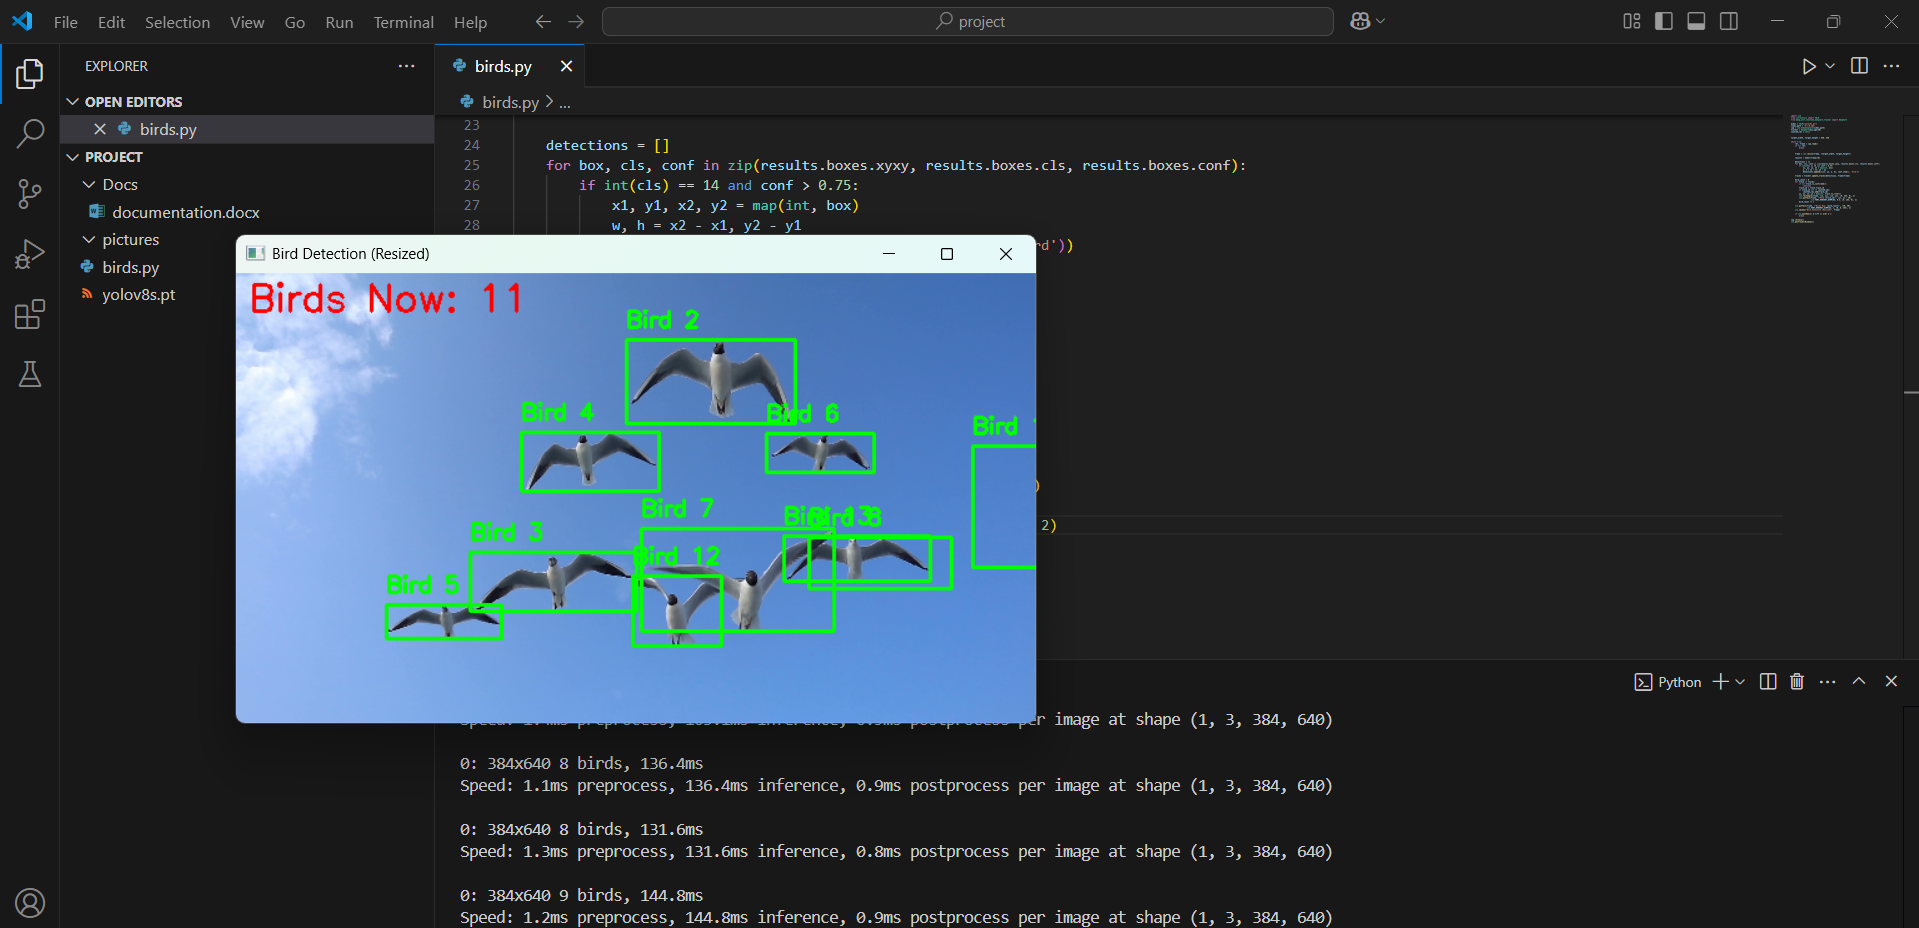 File Edit Selection View Go Run Terminal Help
project
EXPLORER
OPEN EDITORS
birds.py
PROJECT
Docs
documentation.docx
pictures
birds.py
yolov8s.pt
birds.py
birds.py > ...
23
24 detections = []
25 for box, cls, conf in zip(results.boxes.xyxy, results.boxes.cls, results.boxes.conf):
26 if int(cls) == 14 and conf > 0.75:
27 x1, y1, x2, y2 = map(int, box)
28 w, h = x2 - x1, y2 - y1
rd'))
)
2)
Bird Detection (Resized)
Birds Now: 11
Bird 2
Bird 4
Bird 6
Bird
Bird 7
Bird 13
Bird 8
Bird 3
Bird 12
Bird 5
Python
per image at shape (1, 3, 384, 640)
0: 384x640 8 birds, 136.4ms
Speed: 1.1ms preprocess, 136.4ms inference, 0.9ms postprocess per image at shape (1, 3, 384, 640)
0: 384x640 8 birds, 131.6ms
Speed: 1.3ms preprocess, 131.6ms inference, 0.8ms postprocess per image at shape (1, 3, 384, 640)
0: 384x640 9 birds, 144.8ms
Speed: 1.2ms preprocess, 144.8ms inference, 0.9ms postprocess per image at shape (1, 3, 384, 640)